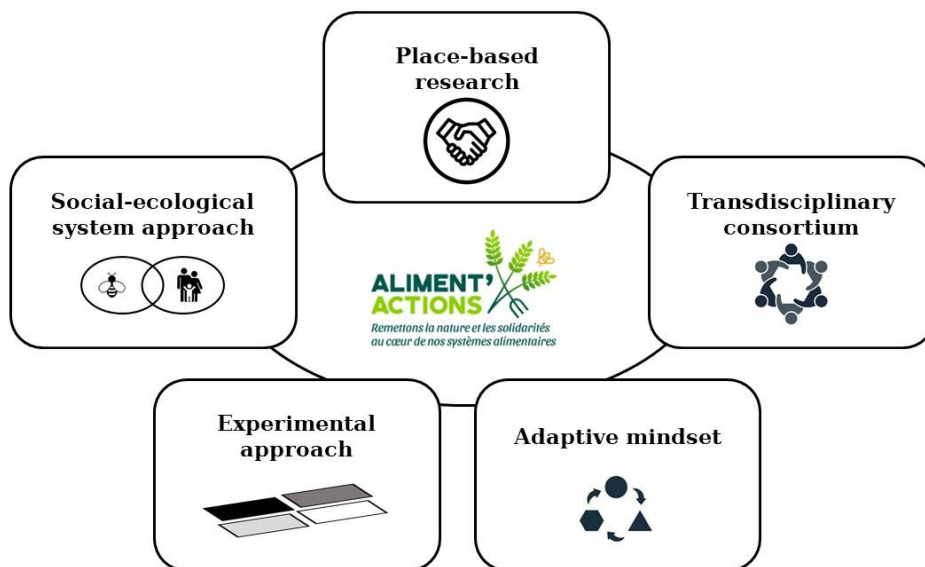 Place-based
research
Social-ecological
system approach
Transdisciplinary
consortium
ALIMENT'
ACTIONS
Remettons la nature et les solidarités
au cœur de nos systèmes alimentaires
Experimental
approach
Adaptive mindset